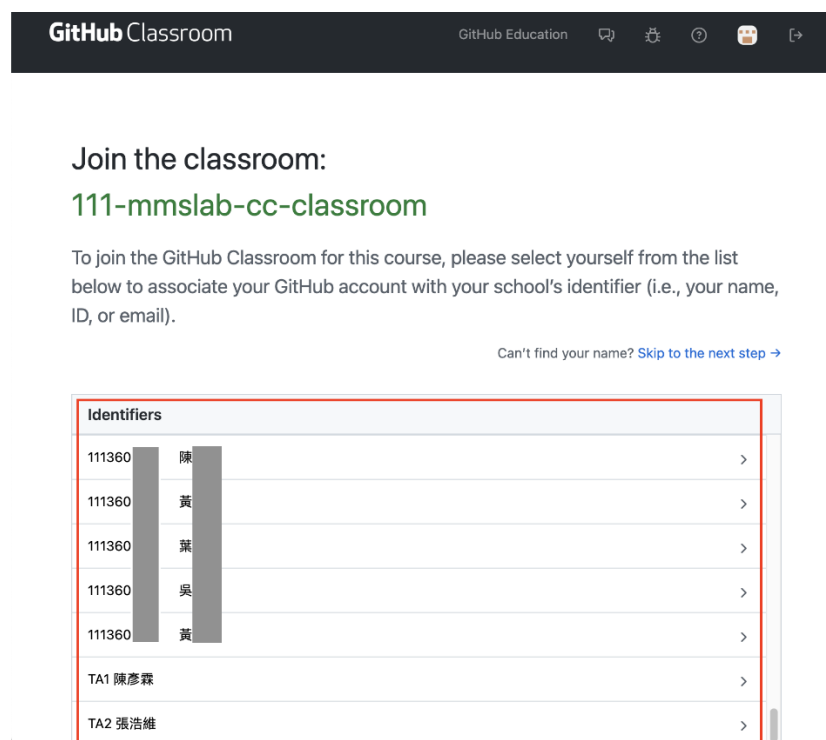 GitHub Classroom GitHub Education
Join the classroom:
111-mmslab-cc-classroom
To join the GitHub Classroom for this course, please select yourself from the list
below to associate your GitHub account with your school's identifier (i.e., your name,
ID, or email).
Can't find your name? Skip to the next step →
Identifiers
111360 陳
111360 黃
111360 葉
111360 吳
111360 黃
TA1 陳彥霖
TA2 張浩維